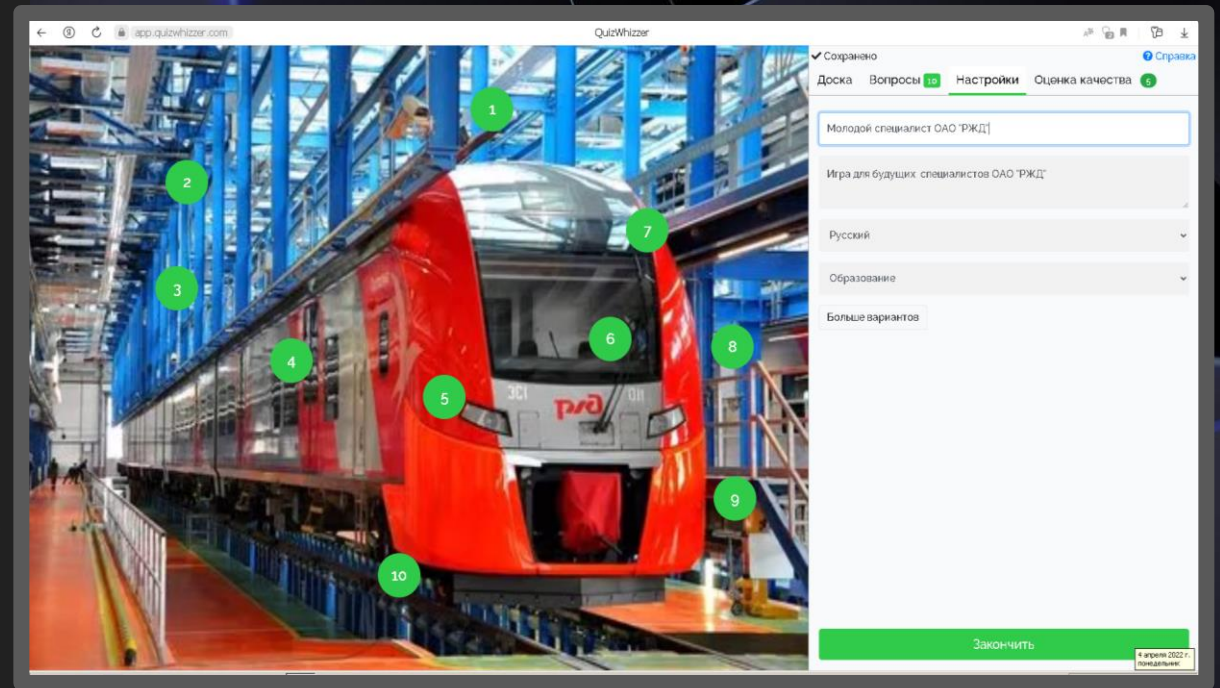 app.quizwhizzer.com
QuizWhizzer
Сохранено
Справка
Доска Вопросы 10 Настройки Оценка качества 5
Молодой специалист ОАО "РЖД"
Игра для будущих специалистов ОАО "РЖД"
Русский
Образование
Больше вариантов
Закончить
4 апреля 2022 г.
понедельник
1
2
3
4
5
6
7
8
9
10
ржд